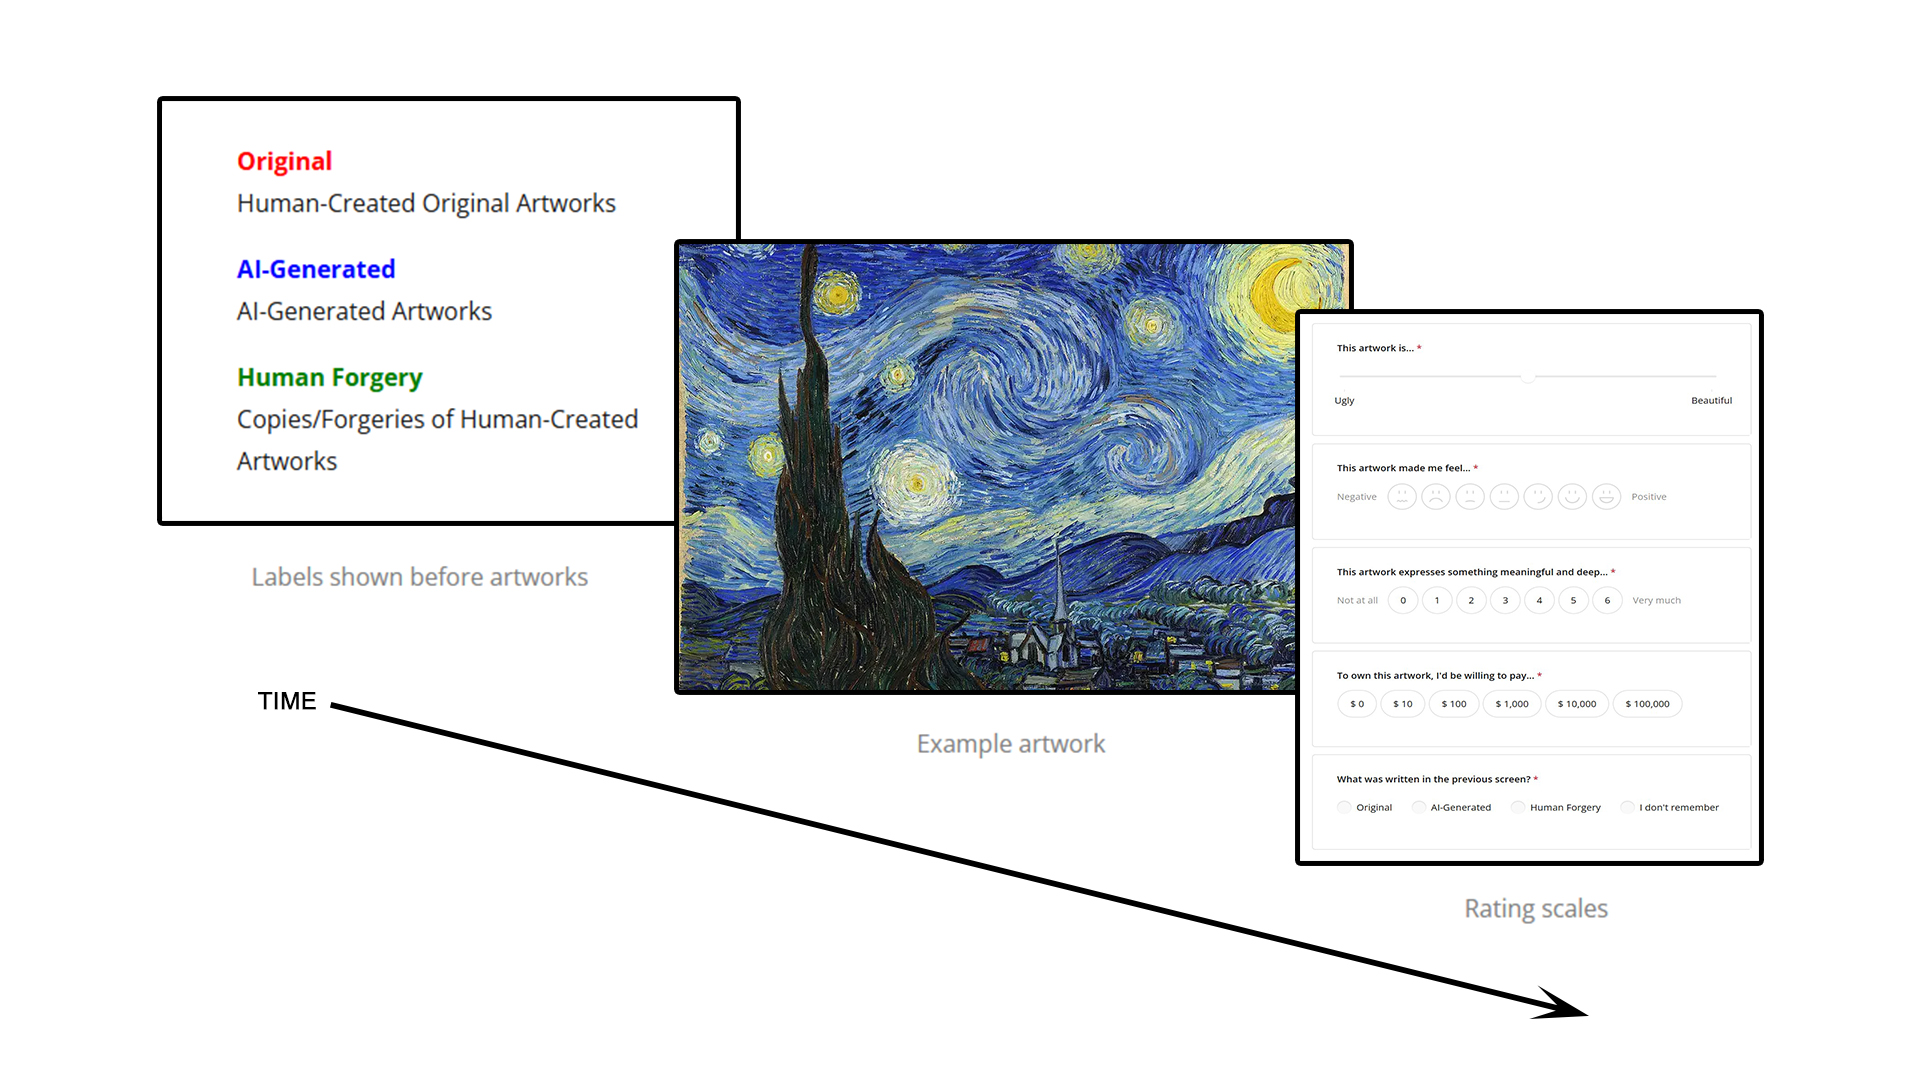 Original
Human-Created Original Artworks
AI-Generated
AI-Generated Artworks
Human Forgery
Copies/Forgeries of Human-Created
Artworks
Labels shown before artworks
TIME
Example artwork
This artwork is... *
Ugly Beautiful
This artwork made me feel... *
Negative Positive
This artwork expresses something meaningful and deep... *
Not at all 0 1 2 3 4 5 6 Very much
To own this artwork, I'd be willing to pay... *
$ 0 $ 10 $ 100 $ 1,000 $ 10,000 $ 100,000
What was written in the previous screen? *
Original AI-Generated Human Forgery I don't remember
Rating scales